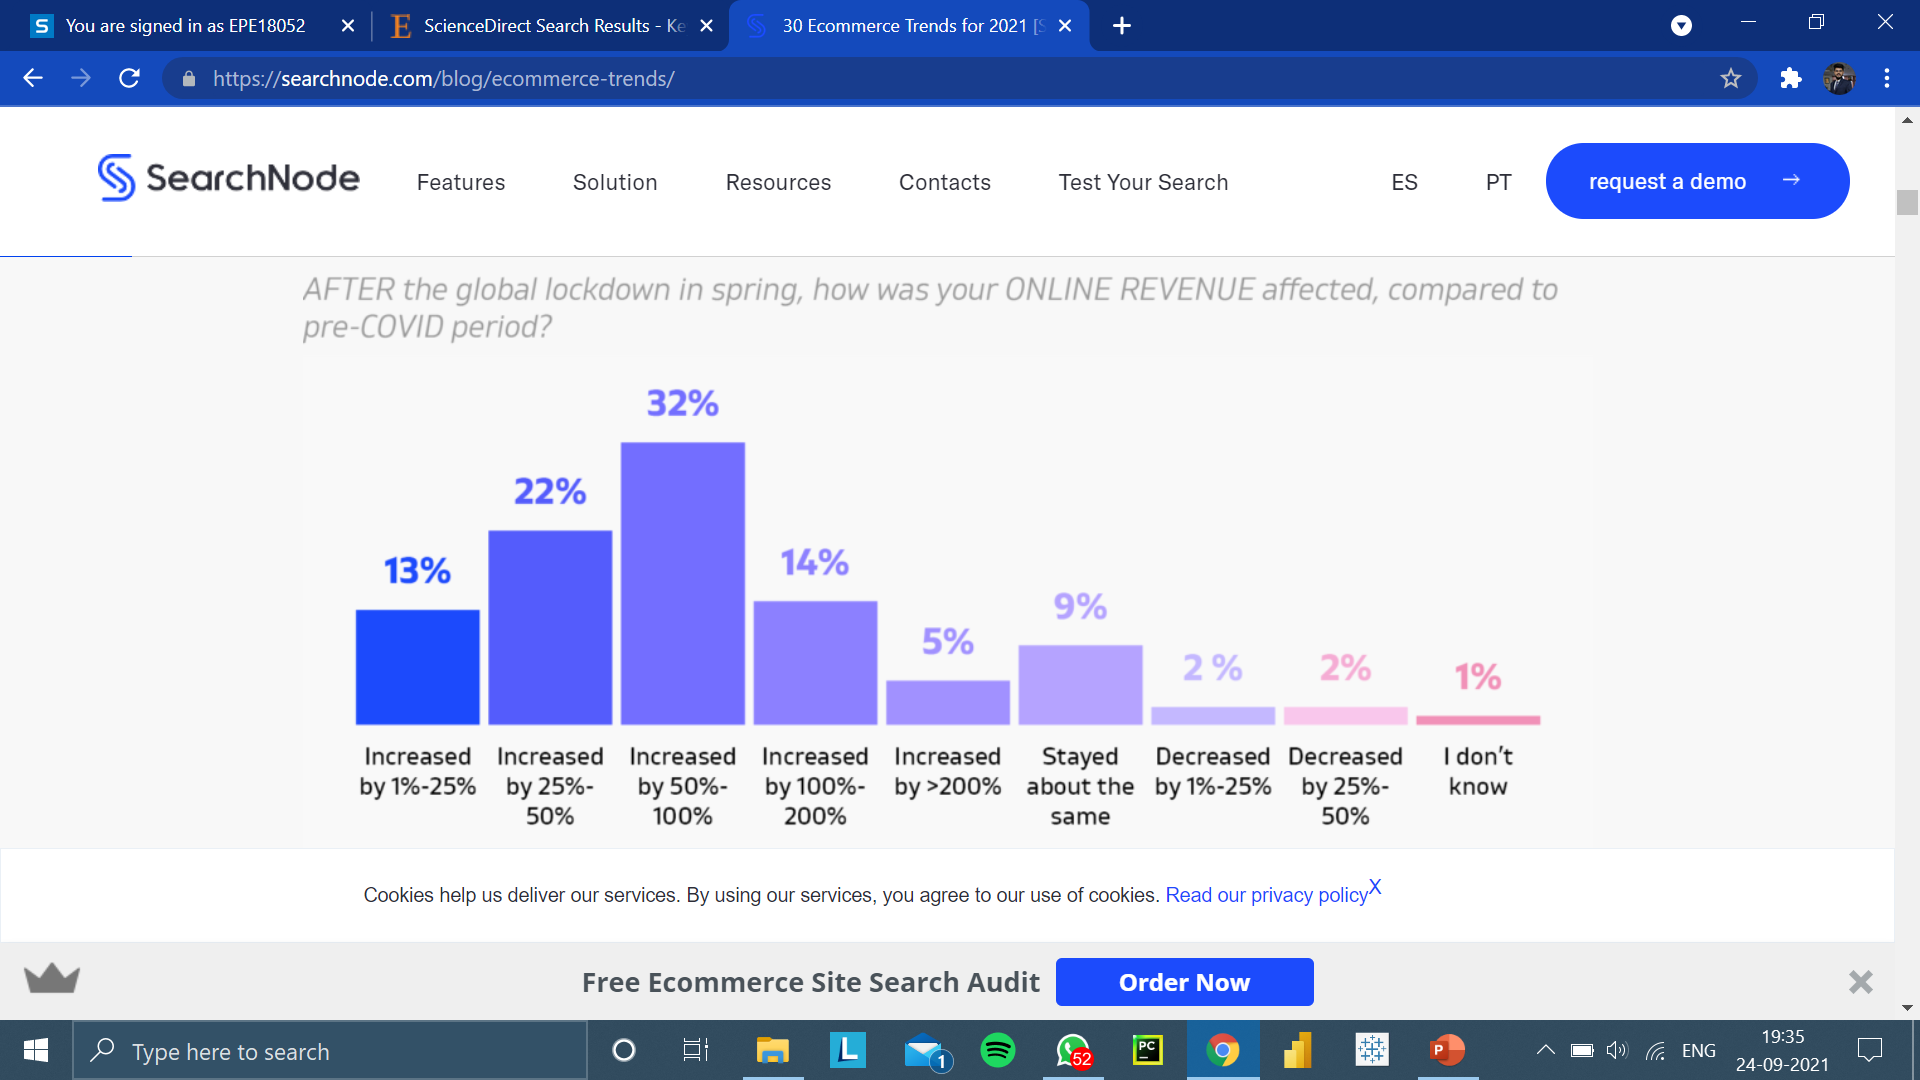 You are signed in as EPE18052
ScienceDirect Search Results - Ke
30 Ecommerce Trends for 2021 [S
https://searchnode.com/blog/ecommerce-trends/
SearchNode
Features
Solution
Resources
Contacts
Test Your Search
ES
PT
request a demo →
AFTER the global lockdown in spring, how was your ONLINE REVENUE affected, compared to
pre-COVID period?
13%
22%
32%
14%
5%
9%
2 %
2%
1%
Increased
by 1%-25%
Increased
by 25%-
50%
Increased
by 50%-
100%
Increased
by 100%-
200%
Increased
by >200%
Stayed
about the
same
Decreased
by 1%-25%
Decreased
by 25%-
50%
I don't
know
Cookies help us deliver our services. By using our services, you agree to our use of cookies. Read our privacy policy X
Free Ecommerce Site Search Audit
Order Now
Type here to search
L
1
52
PC
P
ENG
19:35
24-09-2021